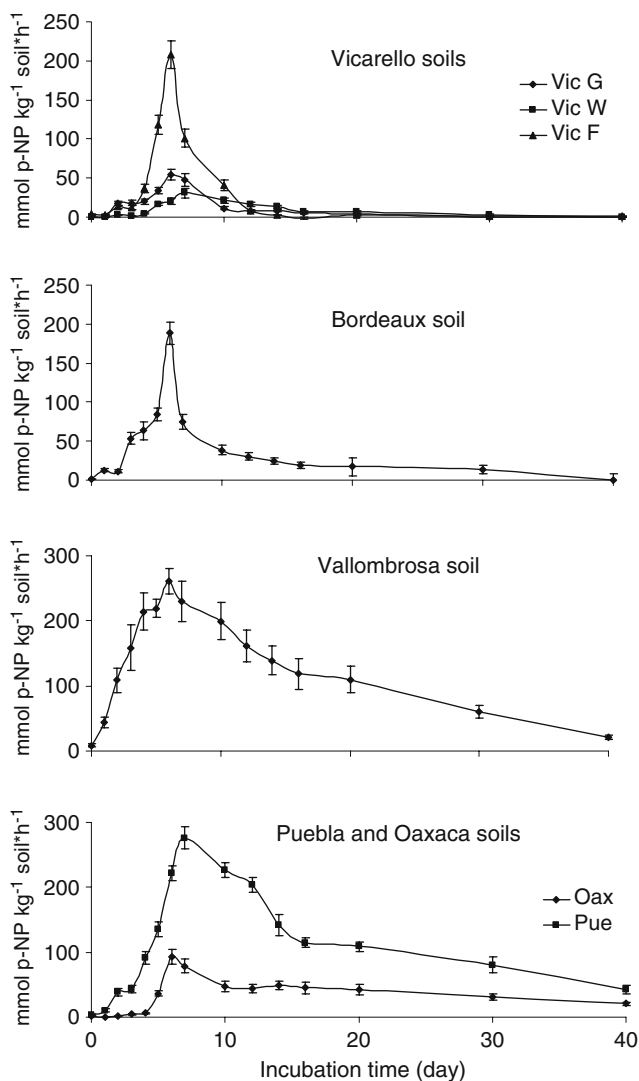 Vicarello soils
Vic G
Vic W
Vic F
mmol p-NP kg⁻¹ soil*h⁻¹
250
200
150
100
50
0
Bordeaux soil
mmol p-NP kg⁻¹ soil*h⁻¹
250
200
150
100
50
0
Vallombrosa soil
mmol p-NP kg⁻¹ soil*h⁻¹
300
200
100
0
Puebla and Oaxaca soils
Oax
Pue
mmol p-NP kg⁻¹ soil*h⁻¹
300
200
100
0
0 10 20 30 40
Incubation time (day)